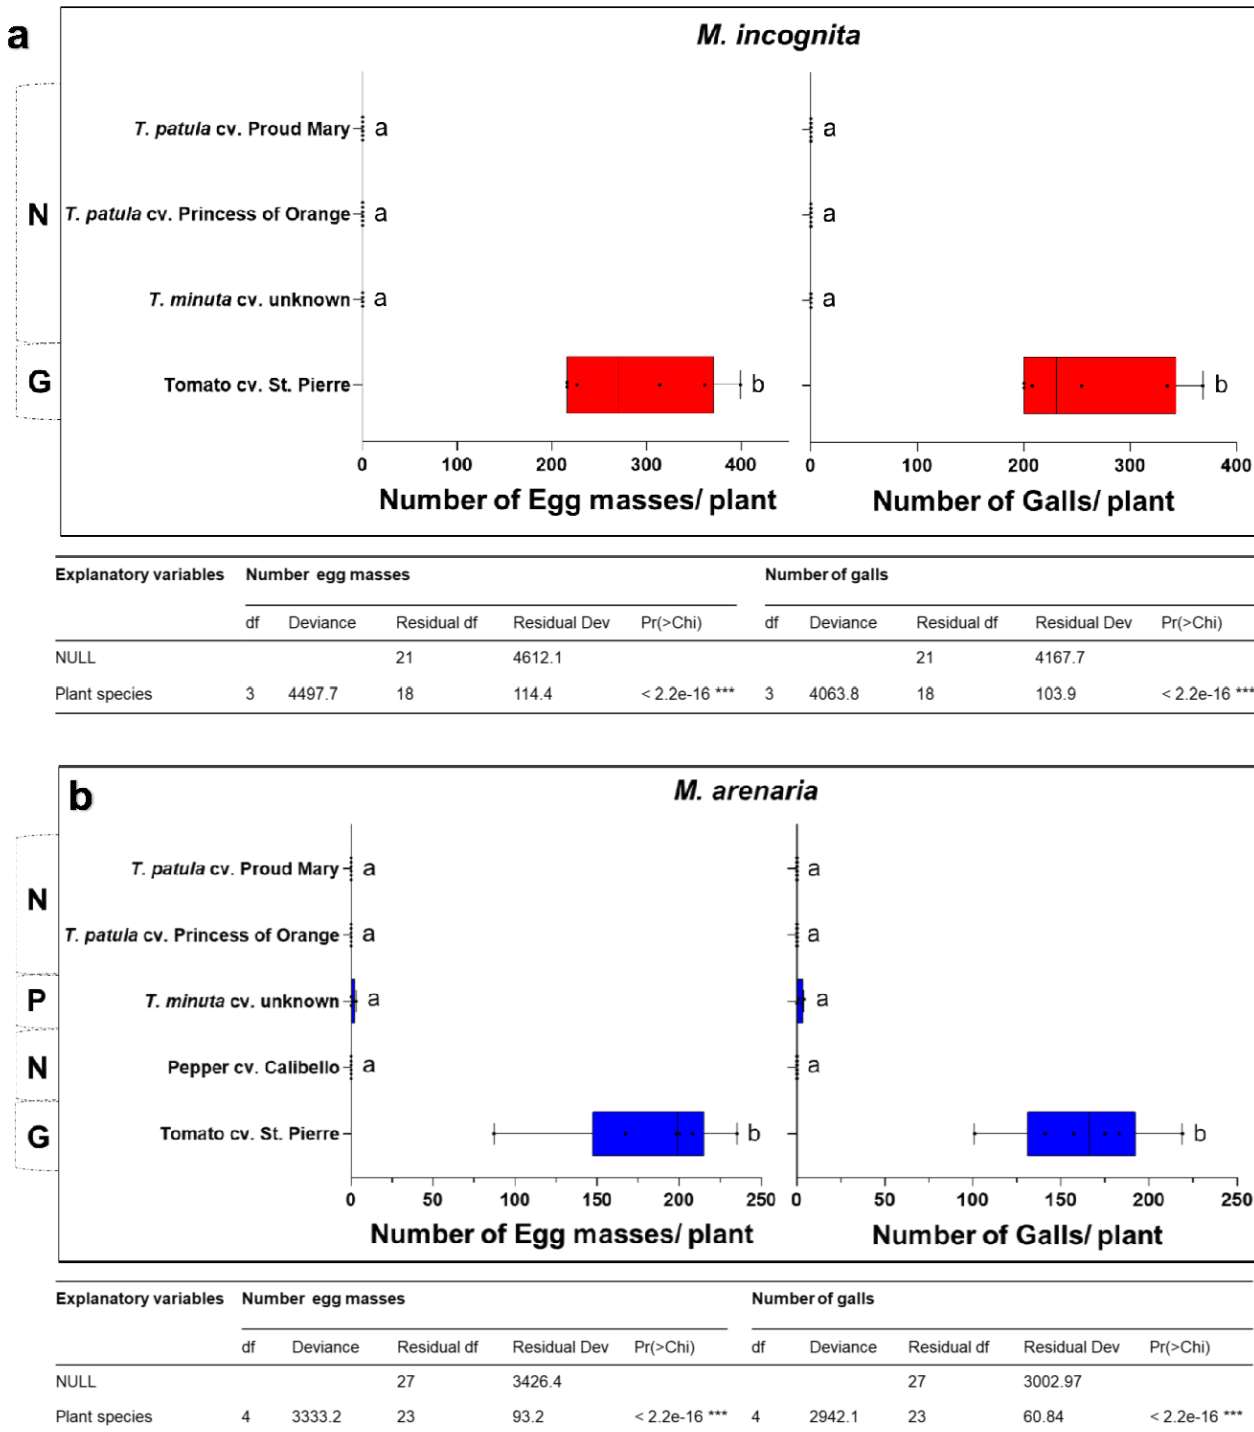 a
M. incognita
N
T. patula cv. Proud Mary
a
a
T. patula cv. Princess of Orange
a
a
T. minuta cv. unknown
a
a
G
Tomato cv. St. Pierre
b
b
0 100 200 300 400
0 100 200 300 400
Number of Egg masses/ plant
Number of Galls/ plant
Explanatory variables Number egg masses Number of galls
df Deviance Residual df Residual Dev Pr(>Chi) df Deviance Residual df Residual Dev Pr(>Chi)
NULL 21 4612.1 21 4167.7
Plant species 3 4497.7 18 114.4 < 2.2e-16 *** 3 4063.8 18 103.9 < 2.2e-16 ***
b
M. arenaria
N
T. patula cv. Proud Mary
a
a
T. patula cv. Princess of Orange
a
a
P
T. minuta cv. unknown
a
a
N
Pepper cv. Calibello
a
a
G
Tomato cv. St. Pierre
b
b
0 50 100 150 200 250
0 50 100 150 200 250
Number of Egg masses/ plant
Number of Galls/ plant
Explanatory variables Number egg masses Number of galls
df Deviance Residual df Residual Dev Pr(>Chi) df Deviance Residual df Residual Dev Pr(>Chi)
NULL 27 3426.4 27 3002.97
Plant species 4 3333.2 23 93.2 < 2.2e-16 *** 4 2942.1 23 60.84 < 2.2e-16 ***